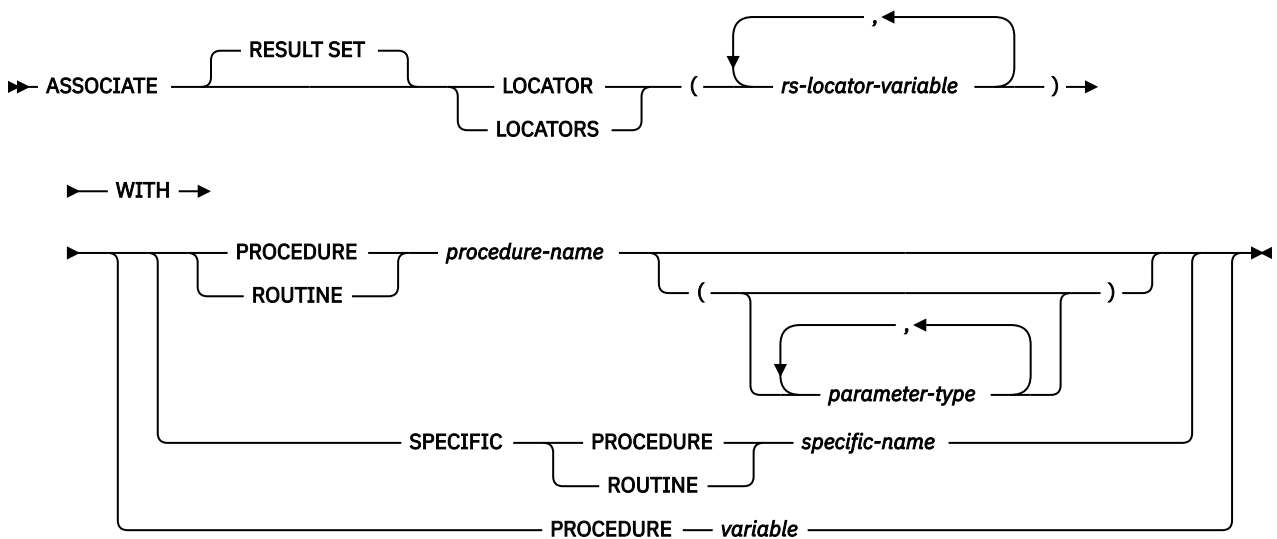 ,
RESULT SET
ASSOCIATE LOCATOR ( rs-locator-variable )
LOCATORS
WITH
PROCEDURE procedure-name
ROUTINE
( )
,
parameter-type
SPECIFIC PROCEDURE specific-name
ROUTINE
PROCEDURE variable